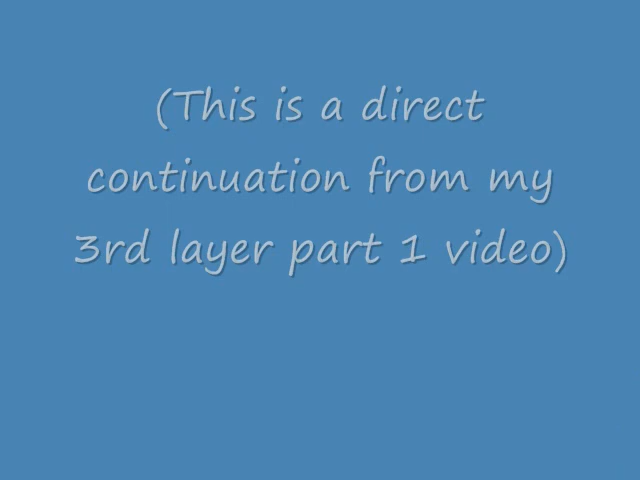 (This is a direct
continuation from my
3rd layer part 1 video)